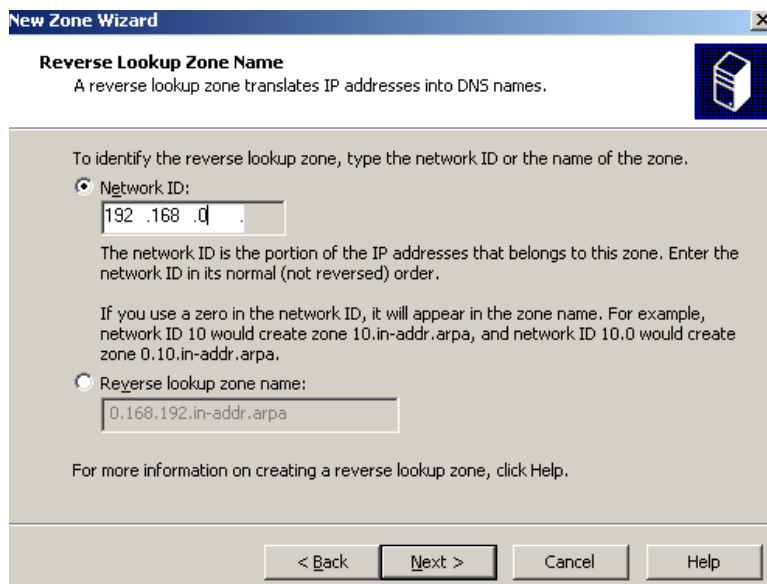 New Zone Wizard
Reverse Lookup Zone Name
A reverse lookup zone translates IP addresses into DNS names.
To identify the reverse lookup zone, type the network ID or the name of the zone.
Network ID:
192 .168 .0 .
The network ID is the portion of the IP addresses that belongs to this zone. Enter the
network ID in its normal (not reversed) order.
If you use a zero in the network ID, it will appear in the zone name. For example,
network ID 10 would create zone 10.in-addr.arpa, and network ID 10.0 would create
zone 0.10.in-addr.arpa.
Reverse lookup zone name:
0.168.192.in-addr.arpa
For more information on creating a reverse lookup zone, click Help.
< Back Next > Cancel Help